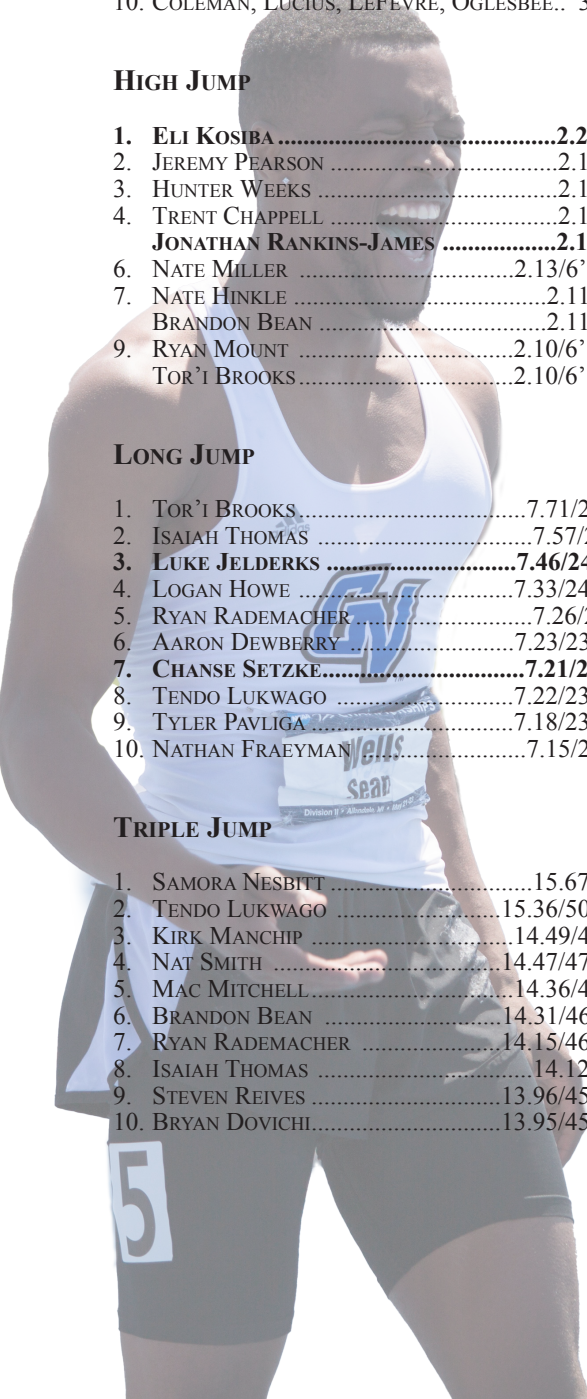 10. Coleman, Lucius, LeFevre, Oglesbee.. 3
High Jump
1. Eli Kosiba ..................................................2.2
2. Jeremy Pearson .........................................2.1
3. Hunter Weeks ............................................2.1
4. Trent Chappell .........................................2.1
Jonathan Rankins-James ....................2.1
6. Nate Miller .........................................2.13/6'
7. Nate Hinkle ..............................................2.11
Brandon Bean .........................................2.11
9. Ryan Mount .........................................2.10/6'
Tor'i Brooks.......................................2.10/6'
Long Jump
1. Tor'i Brooks.........................................7.71/2
2. Isaiah Thomas ......................................7.57/2
3. Luke Jelderks ..................................7.46/24
4. Logan Howe ........................................7.33/24
5. Ryan Rademacher ................................7.26/2
6. Aaron Dewberry .................................7.23/23
7. Chanse Setzke....................................7.21/2
8. Tendo Lukwago ..................................7.22/23
9. Tyler Pavliga .......................................7.18/23
10. Nathan Fraeyman................................7.15/2
adidas
GV
Wells
Sean
Division II • Allendale, MI •
Triple Jump
1. Samora Nesbitt ....................................15.67
2. Tendo Lukwago ..............................15.36/50
3. Kirk Manchip .....................................14.49/4
4. Nat Smith .........................................14.47/47
5. Mac Mitchell.....................................14.36/4
6. Brandon Bean ................................14.31/46
7. Ryan Rademacher ..........................14.15/46
8. Isaiah Thomas .......................................14.12
9. Steven Reives ...................................13.96/45
10. Bryan Dovichi..................................13.95/45
5